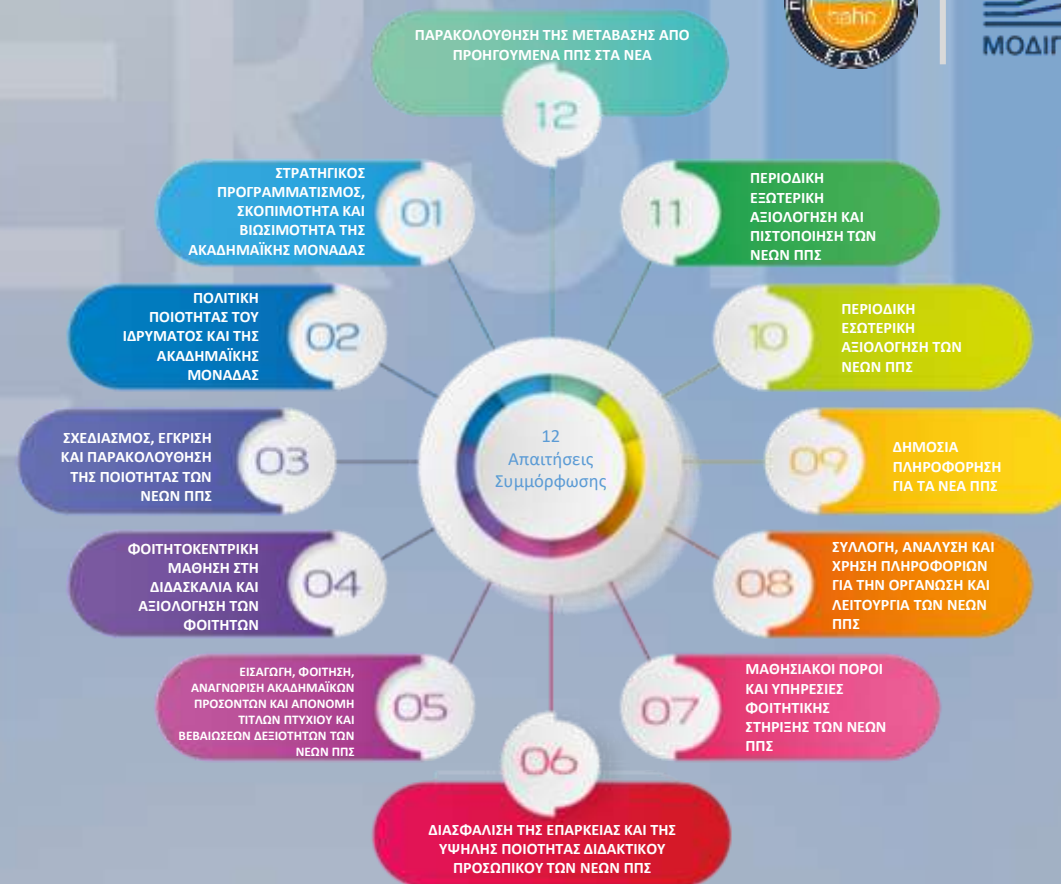 ΠΑΡΑΚΟΛΟΥΘΗΣΗ ΤΗΣ ΜΕΤΑΒΑΣΗΣ ΑΠΟ
ΠΡΟΗΓΟΥΜΕΝΑ ΠΠΣ ΣΤΑ ΝΕΑ
12
hahe
ΕΣΔΠ
ΜΟΔΙΠ
ΣΤΡΑΤΗΓΙΚΟΣ
ΠΡΟΓΡΑΜΜΑΤΙΣΜΟΣ,
ΣΚΟΠΙΜΟΤΗΤΑ ΚΑΙ
ΒΙΩΣΙΜΟΤΗΤΑ ΤΗΣ
ΑΚΑΔΗΜΑΪΚΗΣ ΜΟΝΑΔΑΣ
01
11
ΠΕΡΙΟΔΙΚΗ
ΕΞΩΤΕΡΙΚΗ
ΑΞΙΟΛΟΓΗΣΗ ΚΑΙ
ΠΙΣΤΟΠΟΙΗΣΗ ΤΩΝ
ΝΕΩΝ ΠΠΣ
ΠΟΛΙΤΙΚΗ
ΠΟΙΟΤΗΤΑΣ ΤΟΥ
ΙΔΡΥΜΑΤΟΣ ΚΑΙ ΤΗΣ
ΑΚΑΔΗΜΑΪΚΗΣ
ΜΟΝΑΔΑΣ
02
10
ΠΕΡΙΟΔΙΚΗ
ΕΣΩΤΕΡΙΚΗ
ΑΞΙΟΛΟΓΗΣΗ ΤΩΝ
ΝΕΩΝ ΠΠΣ
ΣΧΕΔΙΑΣΜΟΣ, ΕΓΚΡΙΣΗ
ΚΑΙ ΠΑΡΑΚΟΛΟΥΘΗΣΗ
ΤΗΣ ΠΟΙΟΤΗΤΑΣ ΤΩΝ
ΝΕΩΝ ΠΠΣ
03
12
Απαιτήσεις
Συμμόρφωσης
09
ΔΗΜΟΣΙΑ
ΠΛΗΡΟΦΟΡΗΣΗ
ΓΙΑ ΤΑ ΝΕΑ ΠΠΣ
ΦΟΙΤΗΤΟΚΕΝΤΡΙΚΗ
ΜΑΘΗΣΗ ΣΤΗ
ΔΙΔΑΣΚΑΛΙΑ ΚΑΙ
ΑΞΙΟΛΟΓΗΣΗ ΤΩΝ
ΦΟΙΤΗΤΩΝ
04
08
ΣΥΛΛΟΓΗ, ΑΝΑΛΥΣΗ ΚΑΙ
ΧΡΗΣΗ ΠΛΗΡΟΦΟΡΙΩΝ
ΓΙΑ ΤΗΝ ΟΡΓΑΝΩΣΗ ΚΑΙ
ΛΕΙΤΟΥΡΓΙΑ ΤΩΝ ΝΕΩΝ
ΠΠΣ
ΕΙΣΑΓΩΓΗ, ΦΟΙΤΗΣΗ,
ΑΝΑΓΝΩΡΙΣΗ ΑΚΑΔΗΜΑΪΚΩΝ
ΠΡΟΣΟΝΤΩΝ ΚΑΙ ΑΠΟΝΟΜΗ
ΤΙΤΛΩΝ ΠΤΥΧΙΟΥ ΚΑΙ
ΒΕΒΑΙΩΣΕΩΝ ΔΕΞΙΟΤΗΤΩΝ ΤΩΝ
ΝΕΩΝ ΠΠΣ
05
07
ΜΑΘΗΣΙΑΚΟΙ ΠΟΡΟΙ
ΚΑΙ ΥΠΗΡΕΣΙΕΣ
ΦΟΙΤΗΤΙΚΗΣ
ΣΤΗΡΙΞΗΣ ΤΩΝ ΝΕΩΝ
ΠΠΣ
06
ΔΙΑΣΦΑΛΙΣΗ ΤΗΣ ΕΠΑΡΚΕΙΑΣ ΚΑΙ ΤΗΣ
ΥΨΗΛΗΣ ΠΟΙΟΤΗΤΑΣ ΔΙΔΑΚΤΙΚΟΥ
ΠΡΟΣΩΠΙΚΟΥ ΤΩΝ ΝΕΩΝ ΠΠΣ